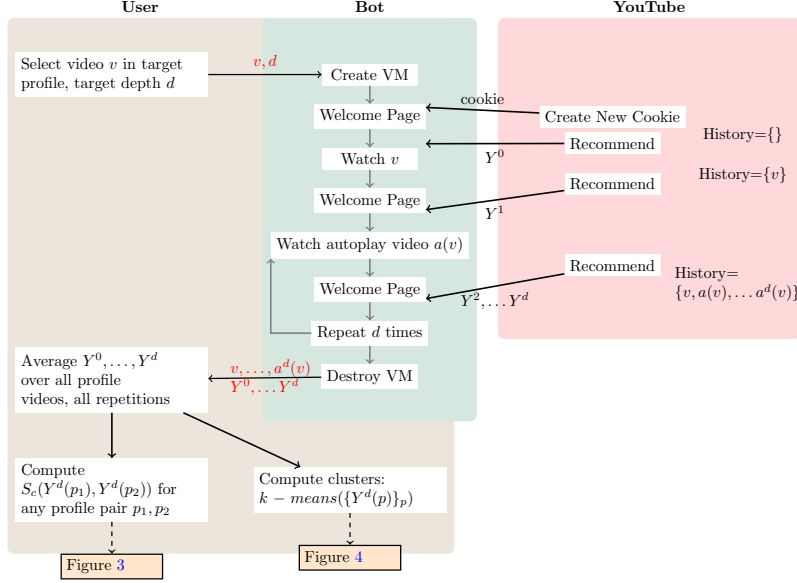 User
Bot
YouTube
Select video v in target
profile, target depth d
v, d
Create VM
Welcome Page
cookie
Create New Cookie
History={}
Watch v
Y^0
Recommend
History={v}
Welcome Page
Y^1
Recommend
Watch autoplay video a(v)
Welcome Page
Y^2, . . . Y^d
Recommend
History=
{v, a(v), . . . a^d(v)}
Repeat d times
Destroy VM
v, . . . , a^d(v)
Y^0, . . . Y^d
Average Y^0, . . . , Y^d
over all profile
videos, all repetitions
Compute
S_c(Y^d(p_1), Y^d(p_2)) for
any profile pair p_1, p_2
Compute clusters:
k − means({Y^d(p)}_p)
Figure 3
Figure 4